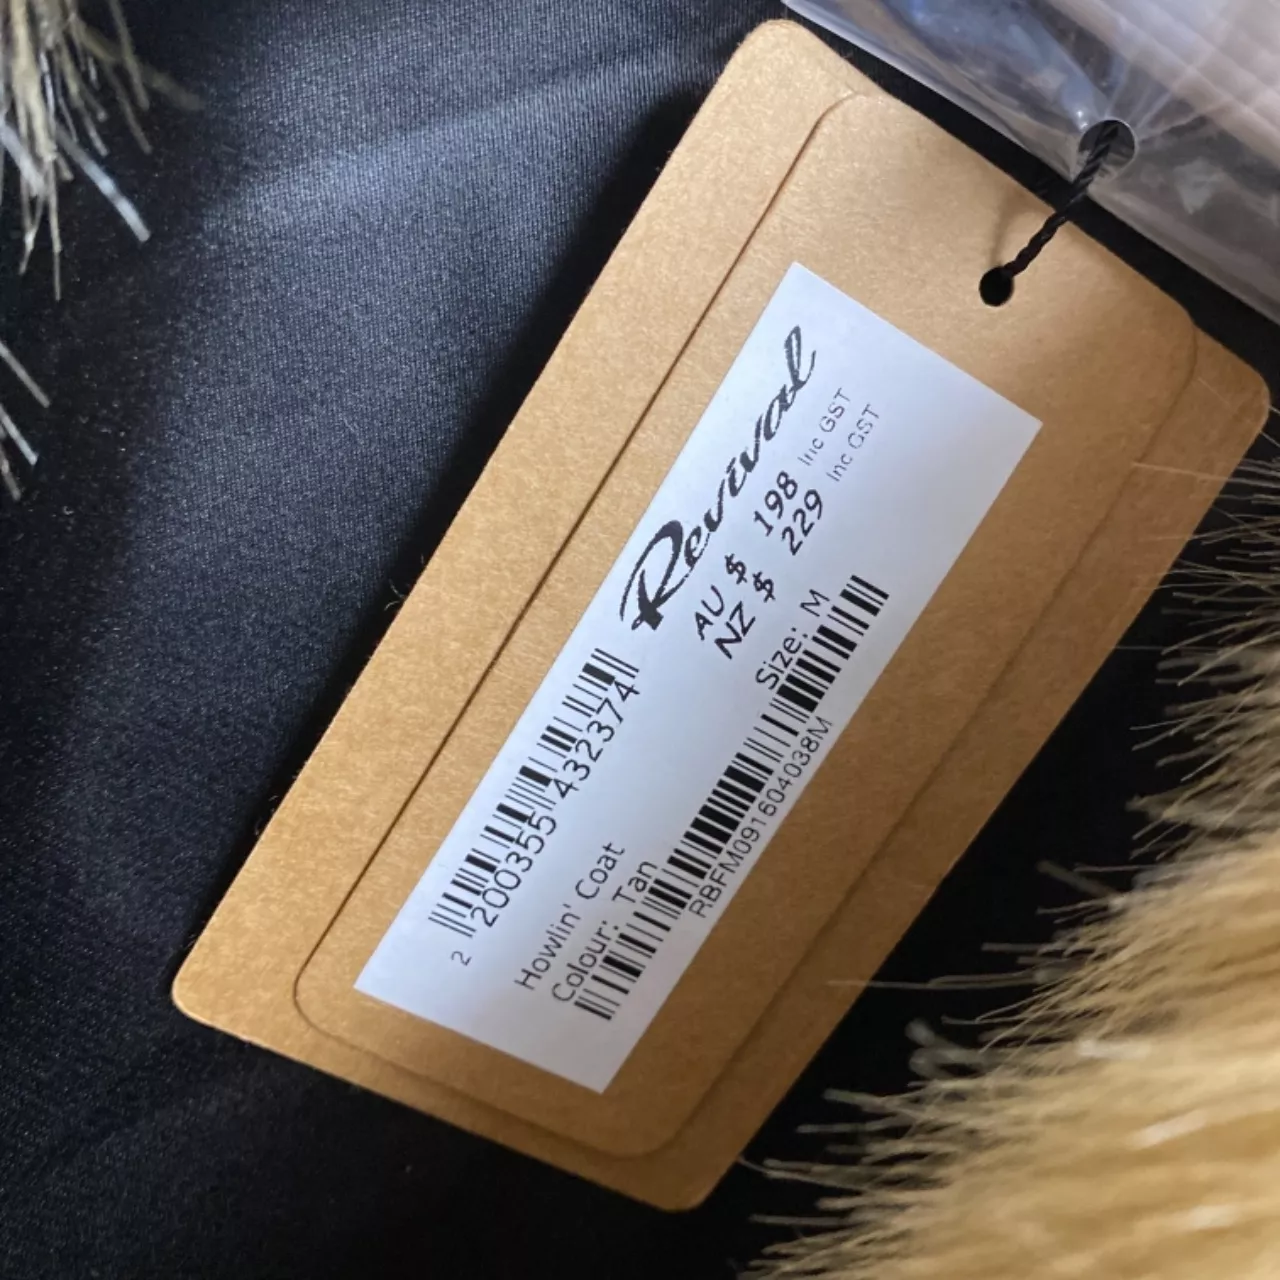 Revival
AU $ 198 Inc GST
NZ $ 229 Inc GST
2 200355 432374
Howlin' Coat
Colour: Tan
Size: M
RBFM091604038M